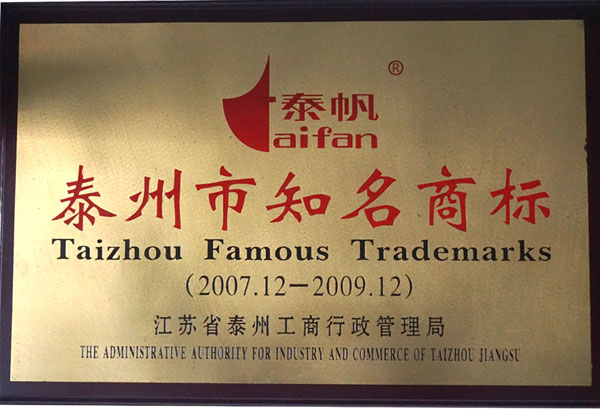 泰帆 ®
Taifan
泰州市知名商标
Taizhou Famous Trademarks
(2007.12－2009.12)
江苏省泰州工商行政管理局
THE ADMINISTRATIVE AUTHORITY FOR INDUSTRY AND COMMERCE OF TAIZHOU JIANGSU